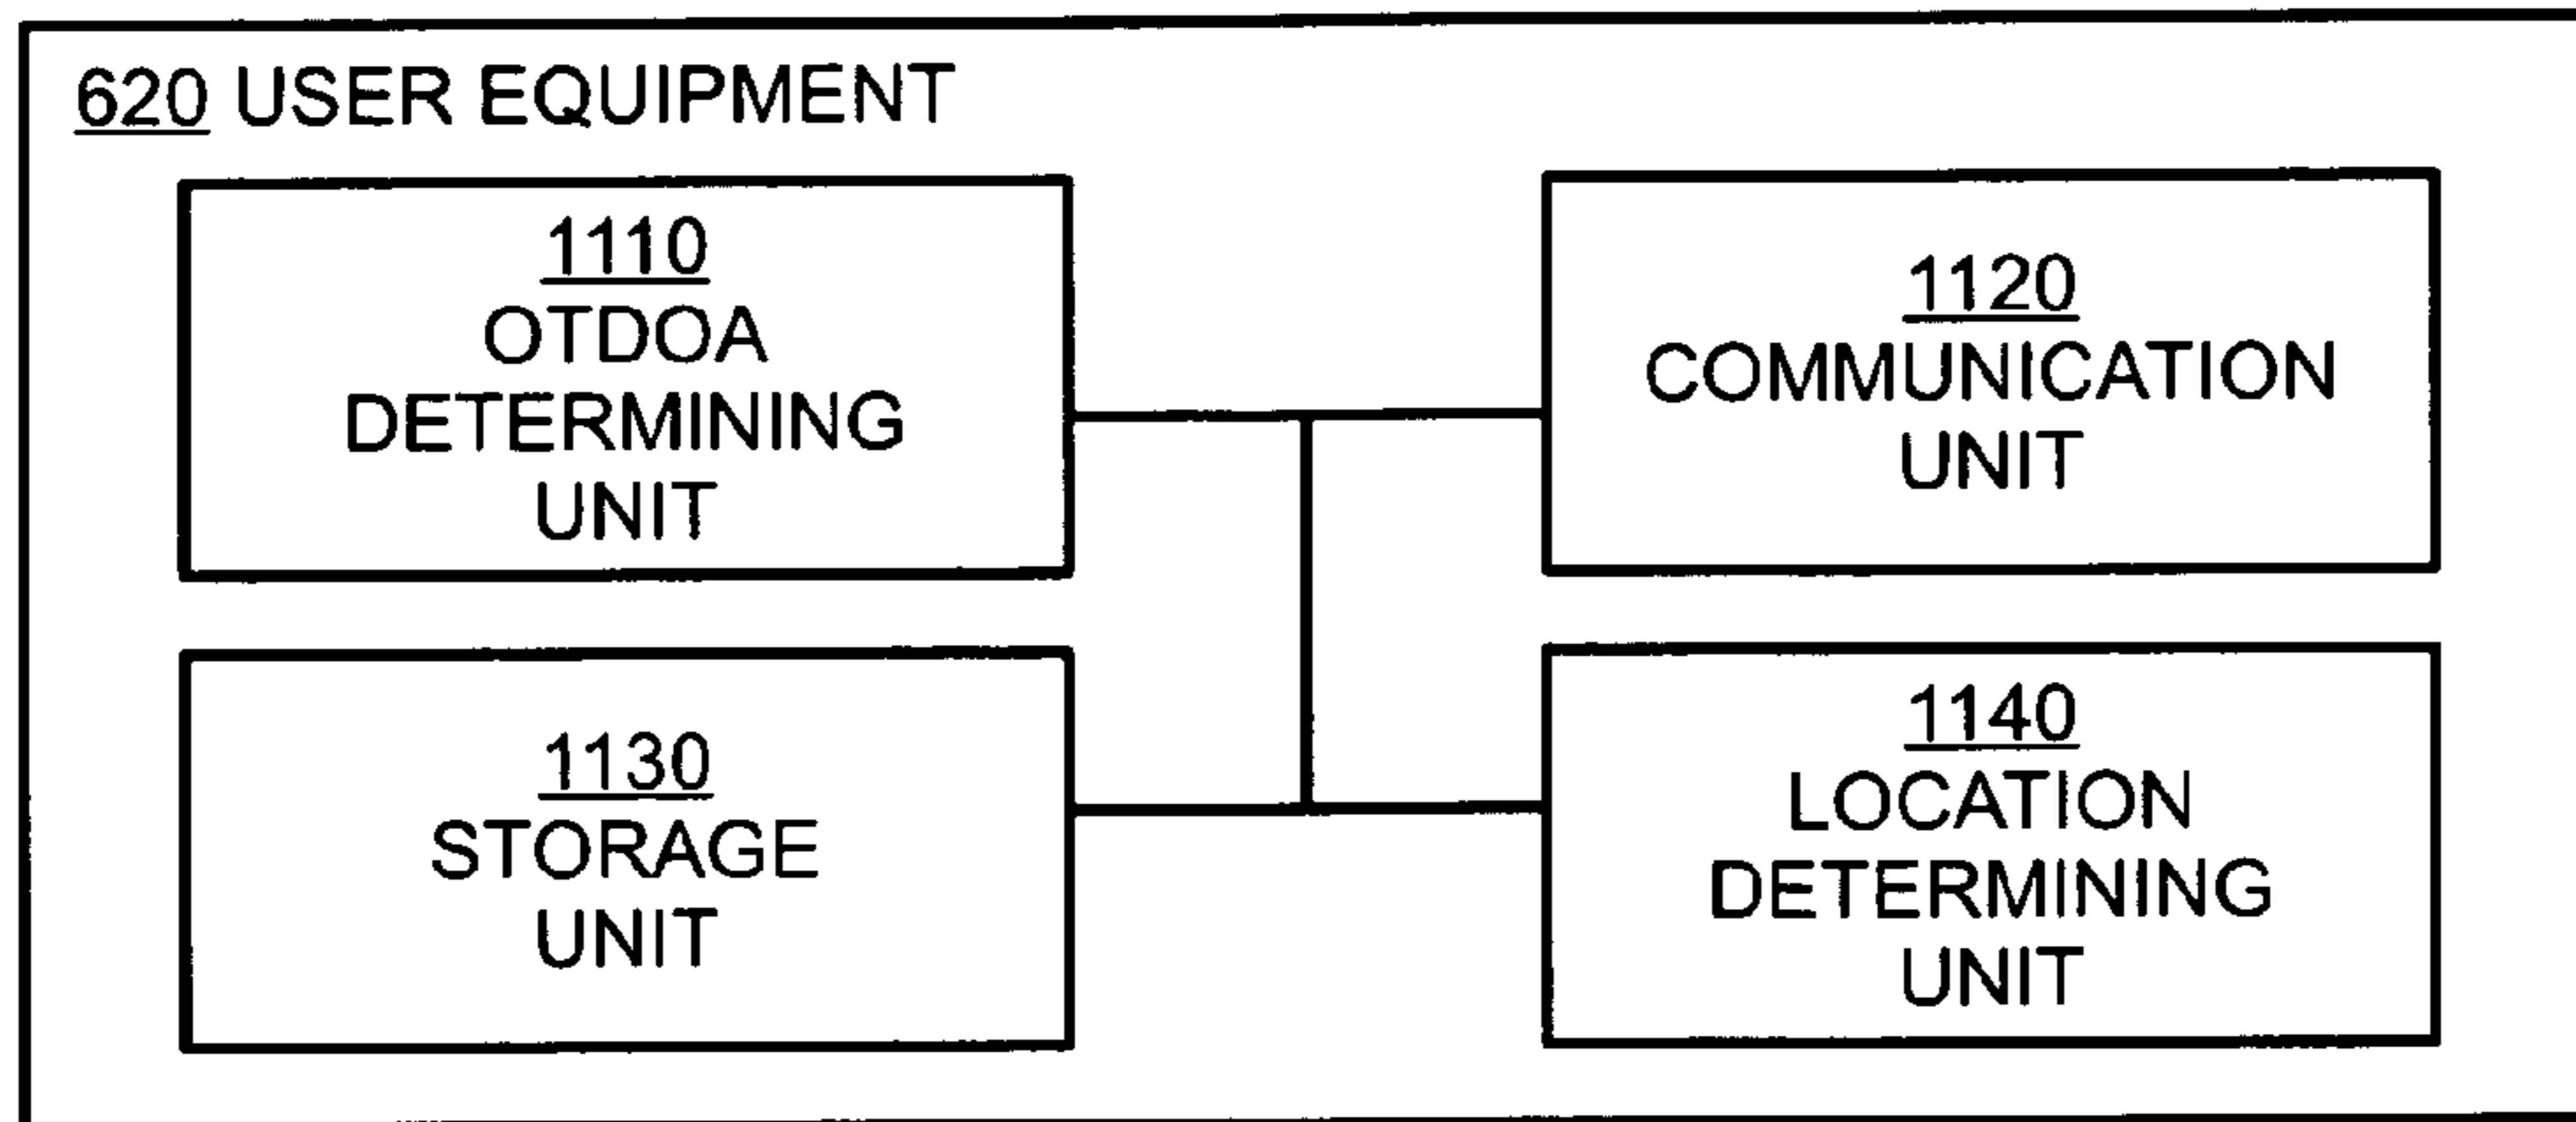 620 USER EQUIPMENT
1110
OTDOA
DETERMINING
UNIT
1120
COMMUNICATION
UNIT
1130
STORAGE
UNIT
1140
LOCATION
DETERMINING
UNIT